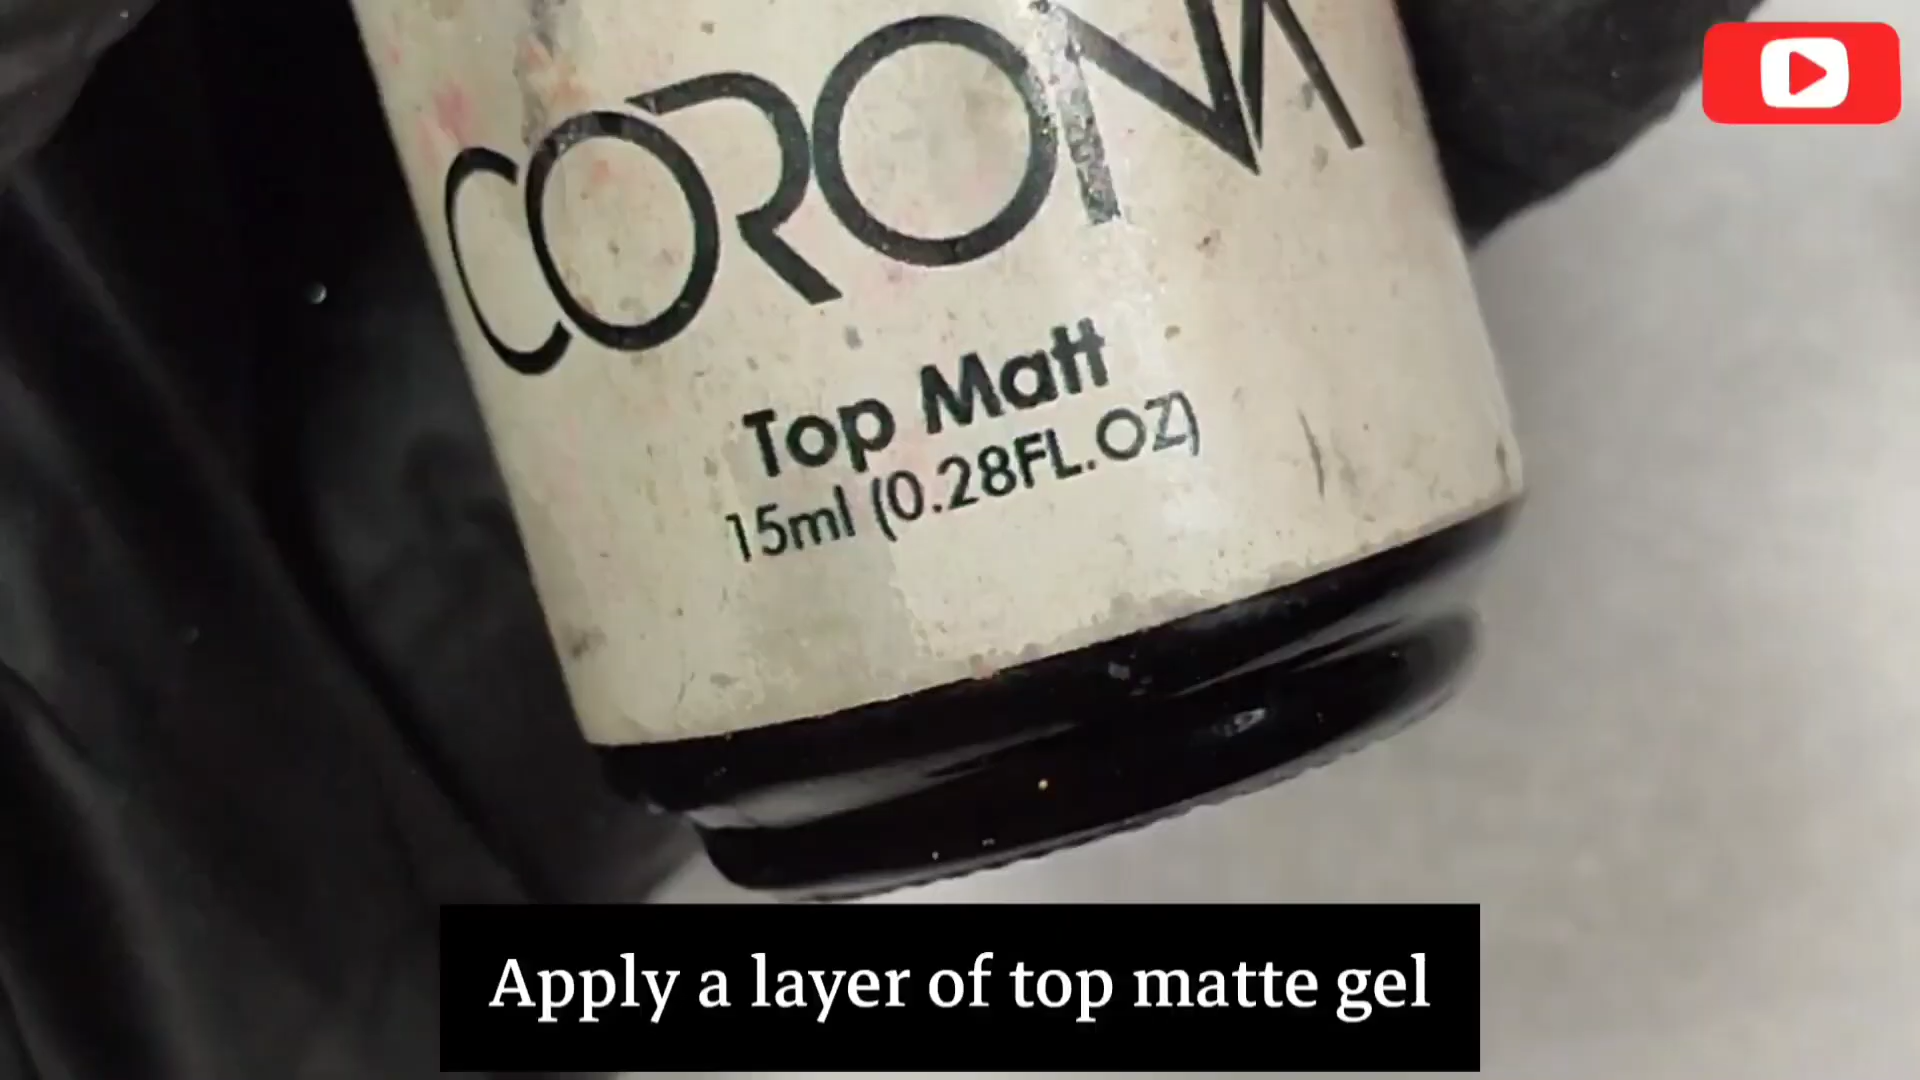 CORONA
Top Matt
15ml (0.28FL.OZ)
Apply a layer of top matte gel